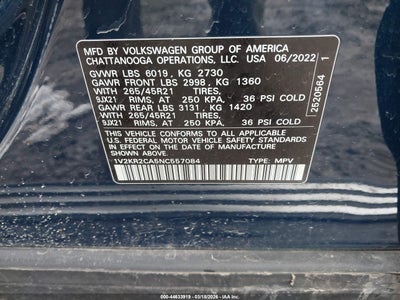 MFD BY VOLKSWAGEN GROUP OF AMERICA
CHATTANOOGA OPERATIONS, LLC. USA 06/2022
GVWR LBS 6019, KG 2730
GAWR FRONT LBS 2998, KG 1360
WITH 265/45R21 TIRES,
9JX21 RIMS, AT 250 KPA, 36 PSI COLD
GAWR REAR LBS 3131, KG 1420
WITH 265/45R21 TIRES,
9JX21 RIMS, AT 250 KPA, 36 PSI COLD
THIS VEHICLE CONFORMS TO ALL APPLICABLE
U.S. FEDERAL MOTOR VEHICLE SAFETY STANDARDS
IN EFFECT ON THE DATE OF MANUFACTURE
SHOWN ABOVE.
1V2KR2CA5NC557084 TYPE: MPV
2520564 1
000-44633919 - 03/18/2026 - IAA Inc.